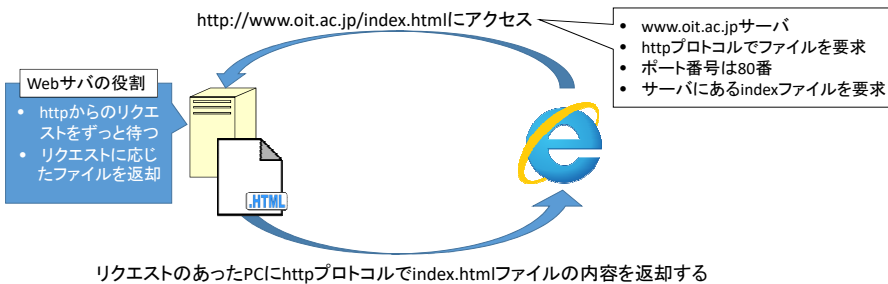 http://www.oit.ac.jp/index.htmlにアクセス
• www.oit.ac.jpサーバ
• httpプロトコルでファイルを要求
• ポート番号は80番
• サーバにあるindexファイルを要求
Webサバの役割
• httpからのリクエ
ストをずっと待つ
• リクエストに応じ
たファイルを返却
.HTML
リクエストのあったPCにhttpプロトコルでindex.htmlファイルの内容を返却する